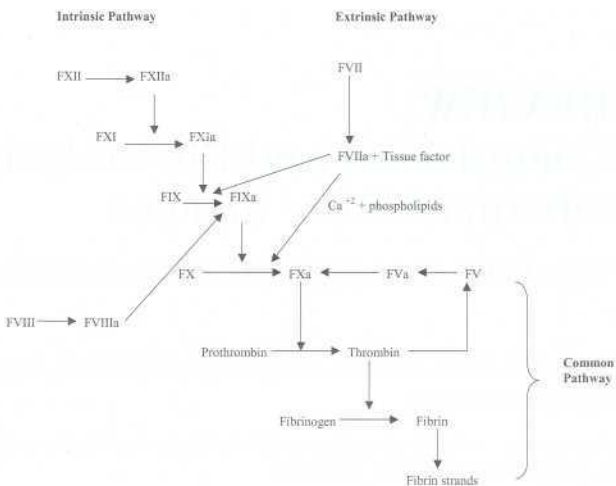 Intrinsic Pathway Extrinsic Pathway
FXII FXIIa FVII
FXI FXia
FVIIa + Tissue factor
FIX FIXa
Ca +2 + phospholipids
FX FXa FVa FV
FVIII FVIIIa
Prothrombin Thrombin
Common
Pathway
Fibrinogen Fibrin
Fibrin strands